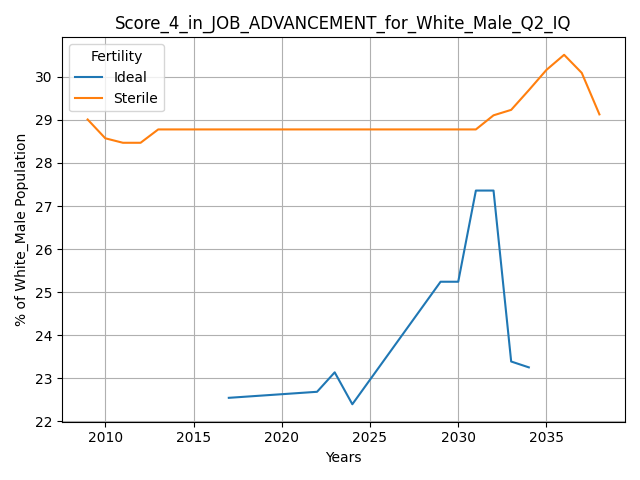 Score_4_in_JOB_ADVANCEMENT_for_White_Male_Q2_IQ
Fertility
Ideal
Sterile
30
29
28
27
26
25
24
23
22
% of White_Male Population
2010 2015 2020 2025 2030 2035
Years